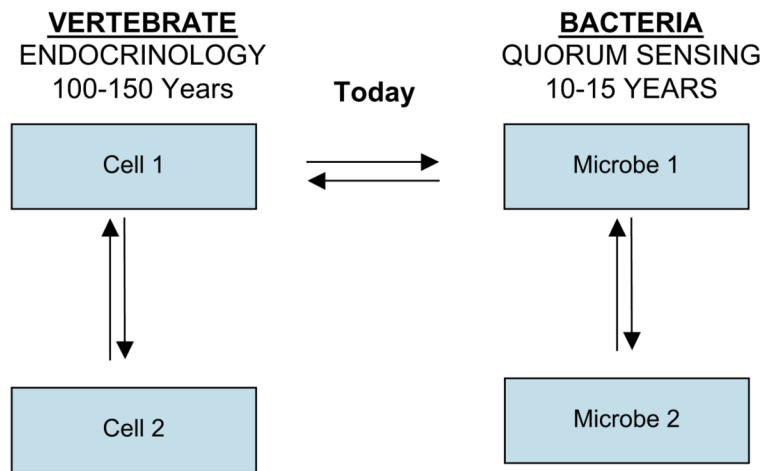 VERTEBRATE
ENDOCRINOLOGY
100-150 Years
Today
BACTERIA
QUORUM SENSING
10-15 YEARS
Cell 1
Microbe 1
Cell 2
Microbe 2